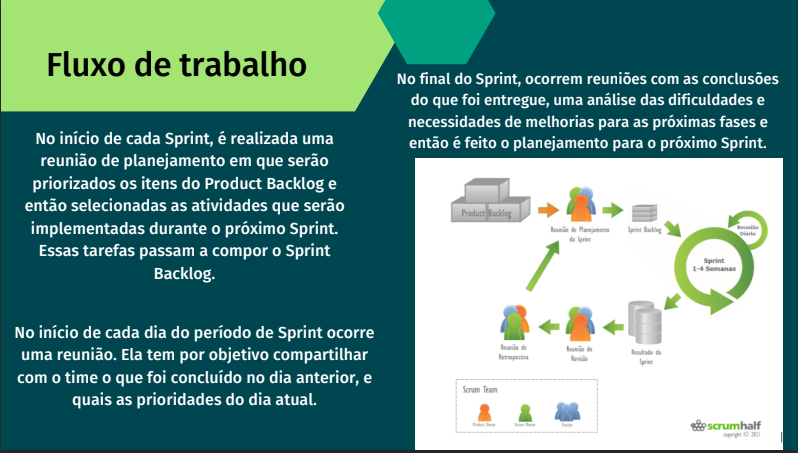 Fluxo de trabalho
No início de cada Sprint, é realizada uma
reunião de planejamento em que serão
priorizados os itens do Product Backlog e
então selecionadas as atividades que serão
implementadas durante o próximo Sprint.
Essas tarefas passam a compor o Sprint
Backlog.
No início de cada dia do período de Sprint ocorre
uma reunião. Ela tem por objetivo compartilhar
com o time o que foi concluído no dia anterior, e
quais as prioridades do dia atual.
No final do Sprint, ocorrem reuniões com as conclusões
do que foi entregue, uma análise das dificuldades e
necessidades de melhorias para as próximas fases e
então é feito o planejamento para o próximo Sprint.
Product Backlog
Reunião de Planejamento
da Sprint
Sprint Backlog
Reunião
Diária
Sprint
1-4 Semanas
Reunião de
Retrospectiva
Reunião de
Revisão
Resultado da
Sprint
Scrum Team
Product Owner
Scrum Master
Equipe
scrumhalf
copyright © 2021